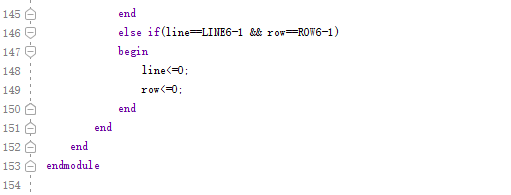 145 end
146 else if(line==LINE6-1 && row==ROW6-1)
147 begin
148 line<=0;
149 row<=0;
150 end
151 end
152 end
153 endmodule
154